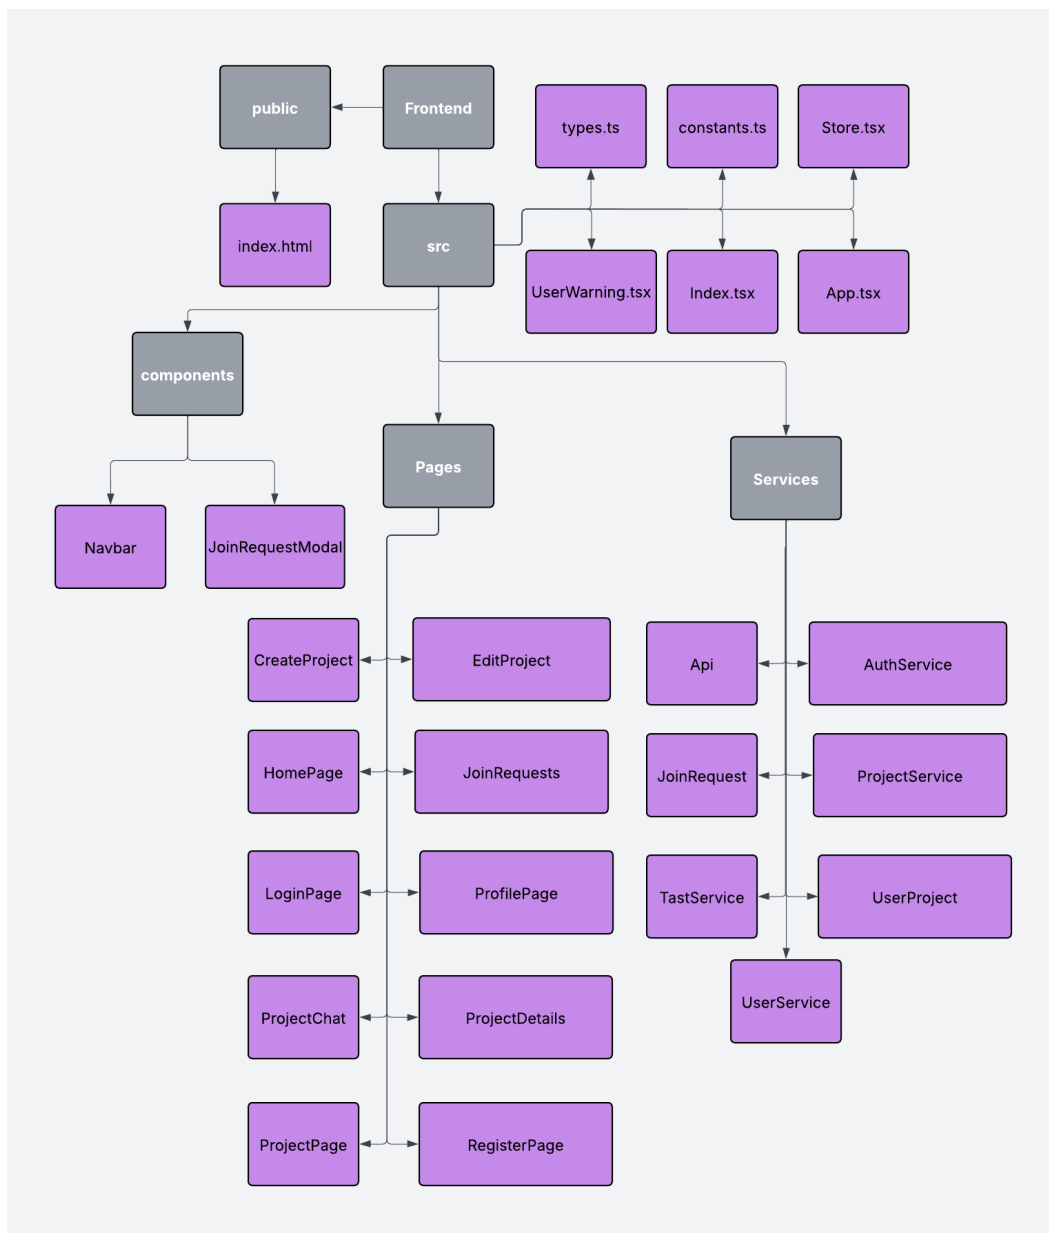 public
Frontend
types.ts
constants.ts
Store.tsx
index.html
src
UserWarning.tsx
Index.tsx
App.tsx
components
Pages
Services
Navbar
JoinRequestModal
CreateProject
EditProject
Api
AuthService
HomePage
JoinRequests
JoinRequest
ProjectService
LoginPage
ProfilePage
TastService
UserProject
ProjectChat
ProjectDetails
UserService
ProjectPage
RegisterPage